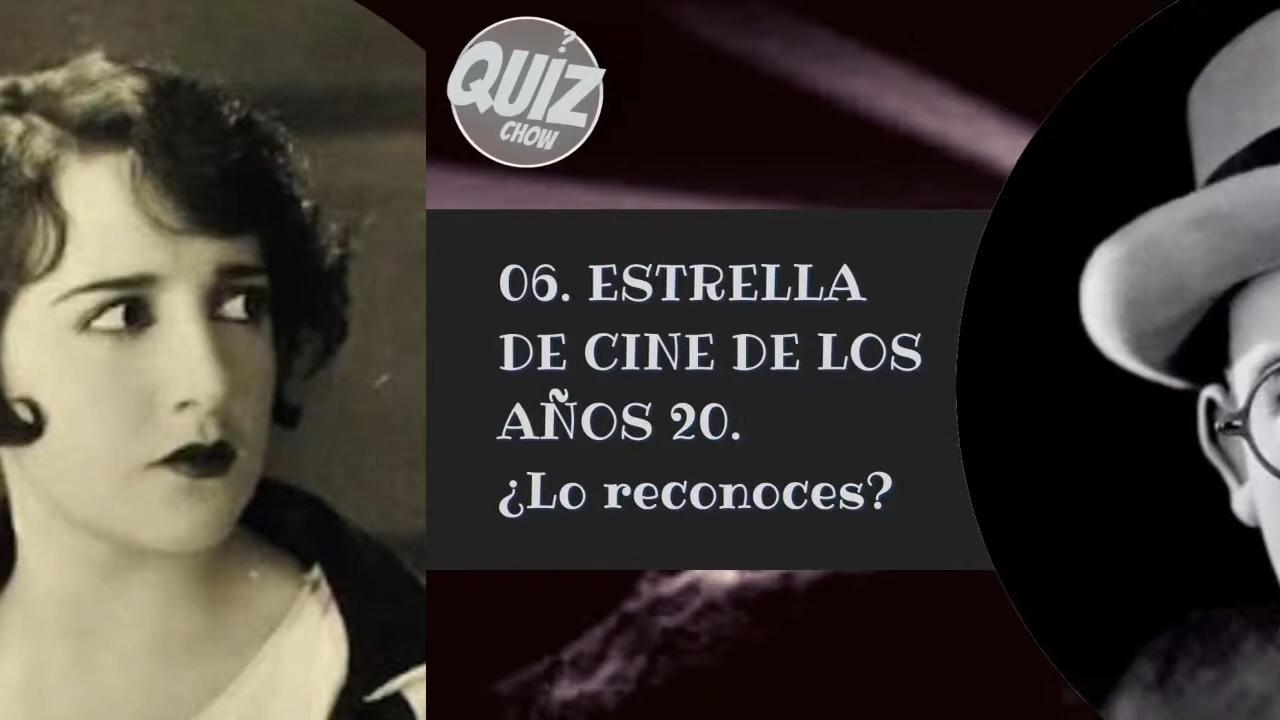 ?
QUIZ
CHOW
06. ESTRELLA
DE CINE DE LOS
AÑOS 20.
¿Lo reconoces?